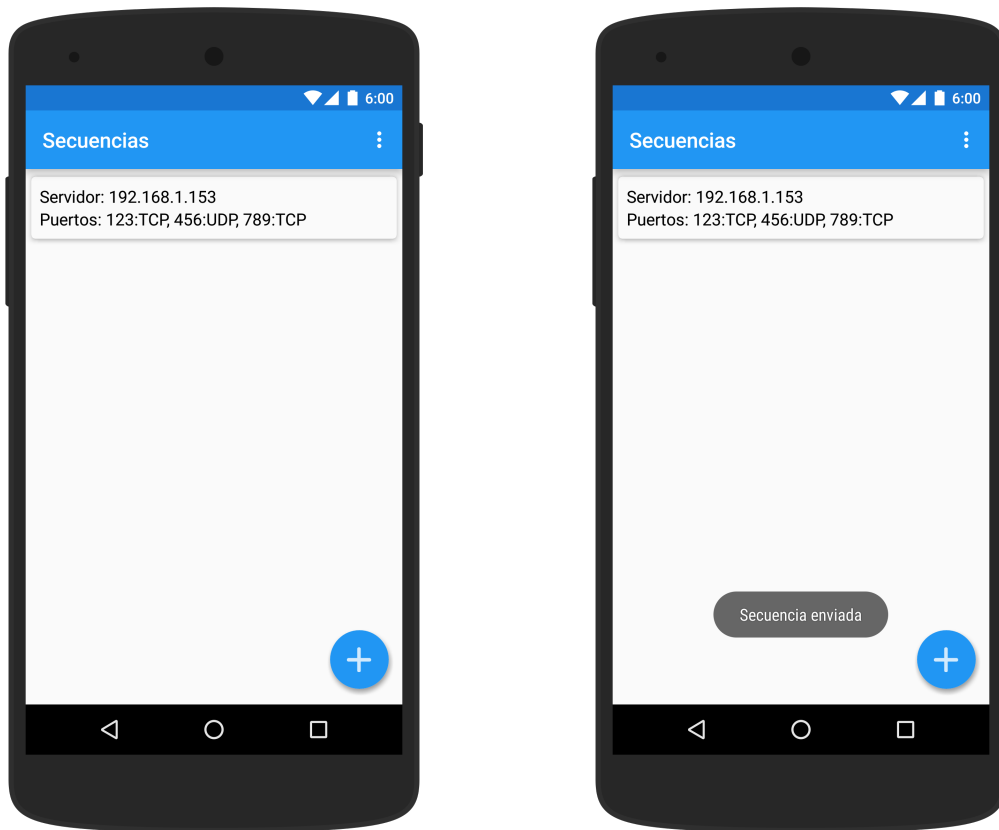 6:00
Secuencias
Servidor: 192.168.1.153
Puertos: 123:TCP, 456:UDP, 789:TCP
6:00
Secuencias
Servidor: 192.168.1.153
Puertos: 123:TCP, 456:UDP, 789:TCP
Secuencia enviada